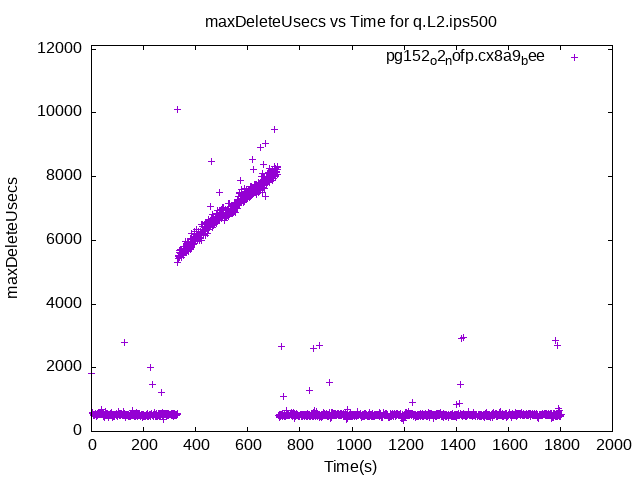 maxDeleteUsecs vs Time for q.L2.ips500
pg152o2nofp.cx8a9bee
12000
10000
8000
6000
4000
2000
0
maxDeleteUsecs
0 200 400 600 800 1000 1200 1400 1600 1800 2000
Time(s)